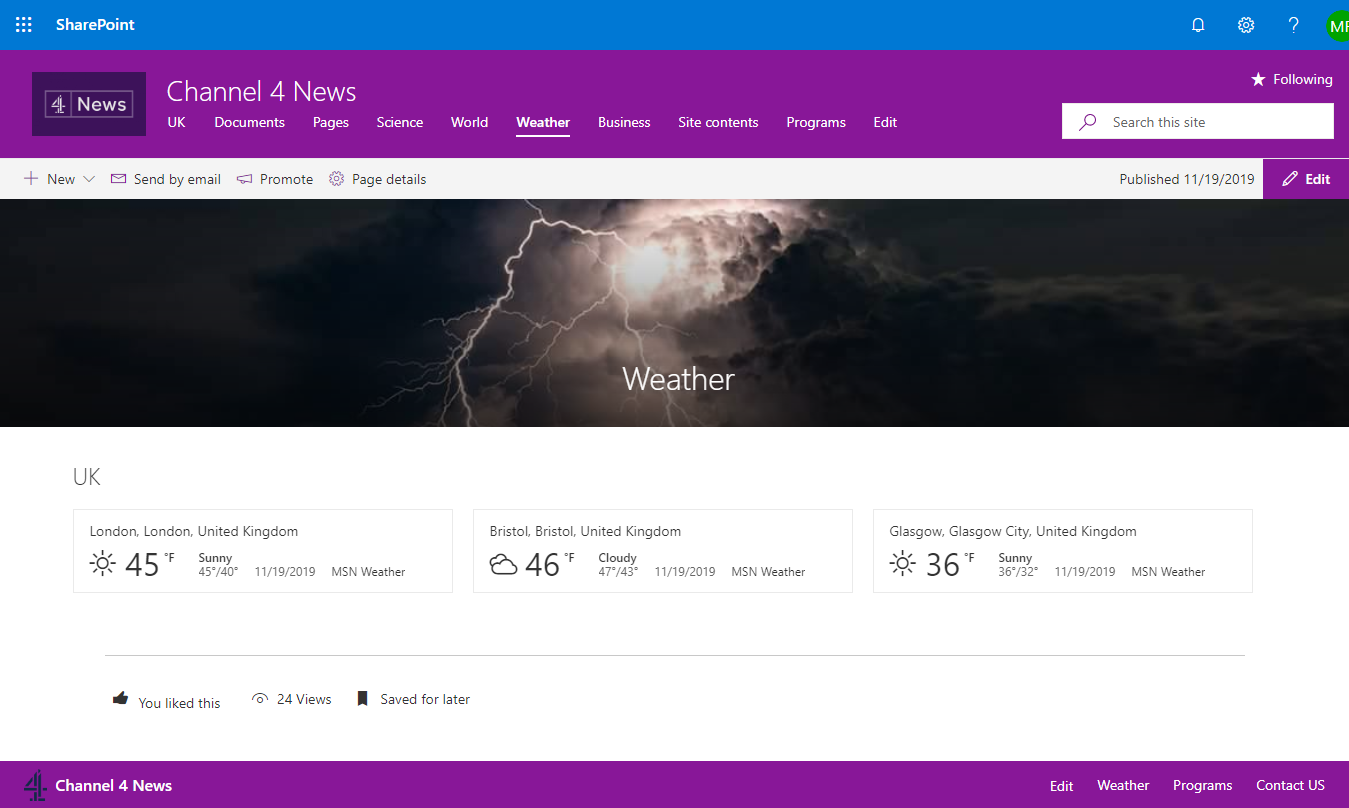 SharePoint
MF
4 News
Channel 4 News
Following
UK Documents Pages Science World Weather Business Site contents Programs Edit
Search this site
New Send by email Promote Page details Published 11/19/2019 Edit
Weather
UK
London, London, United Kingdom
45 °F Sunny
45°/40° 11/19/2019 MSN Weather
Bristol, Bristol, United Kingdom
46 °F Cloudy
47°/43° 11/19/2019 MSN Weather
Glasgow, Glasgow City, United Kingdom
36 °F Sunny
36°/32° 11/19/2019 MSN Weather
You liked this 24 Views Saved for later
4 Channel 4 News Edit Weather Programs Contact US